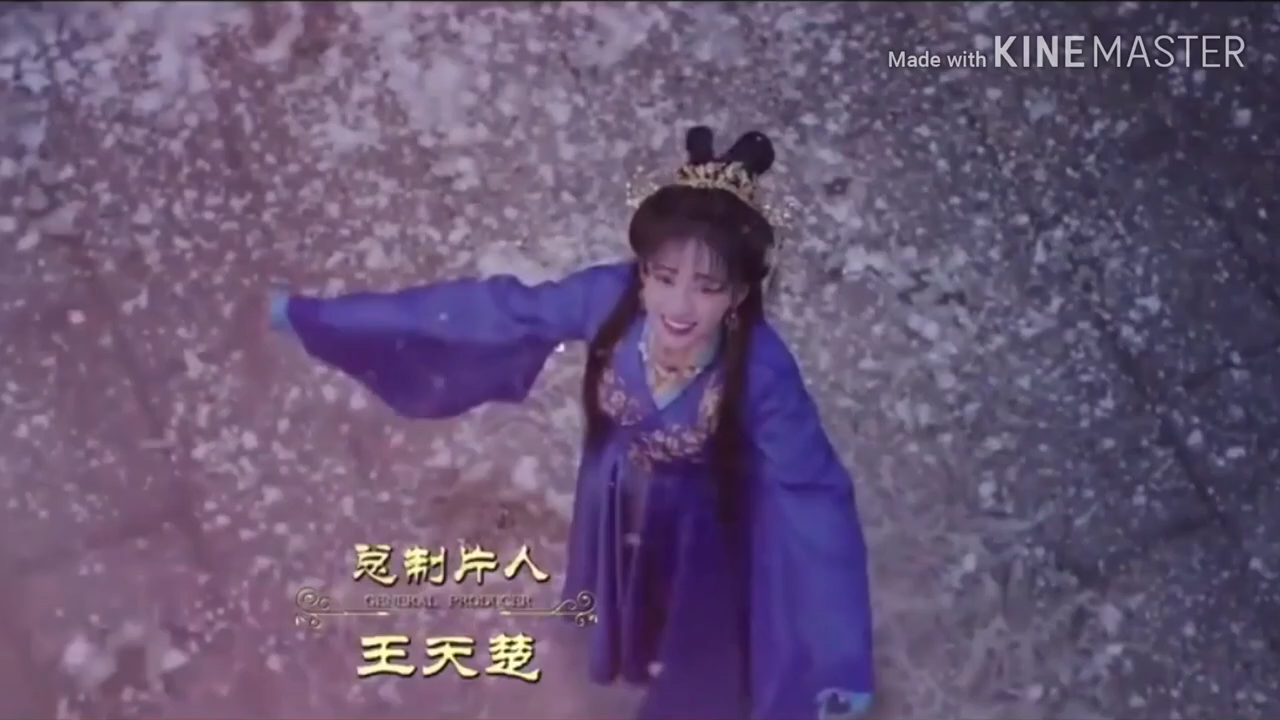 Made with KINEMASTER
总制片人
GENERAL PRODUCER
王天楚